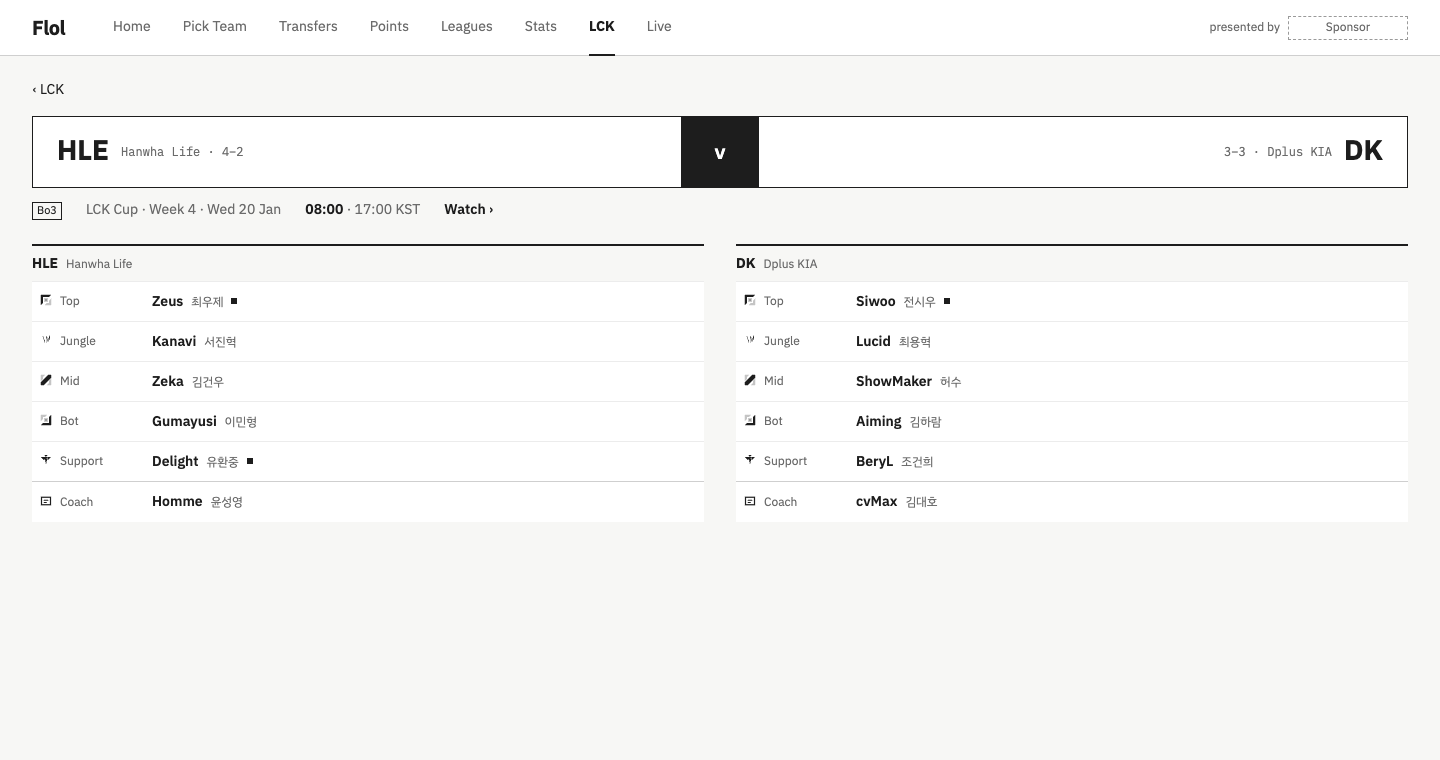 Flol Home Pick Team Transfers Points Leagues Stats LCK Live presented by Sponsor
‹ LCK
HLE Hanwha Life · 4–2 v 3–3 · Dplus KIA DK
Bo3 LCK Cup · Week 4 · Wed 20 Jan 08:00 · 17:00 KST Watch ›
HLE Hanwha Life
Top Zeus 최우제
Jungle Kanavi 서진혁
Mid Zeka 김건우
Bot Gumayusi 이민형
Support Delight 유환중
Coach Homme 윤성영
DK Dplus KIA
Top Siwoo 전시우
Jungle Lucid 최용혁
Mid ShowMaker 허수
Bot Aiming 김하람
Support BeryL 조건희
Coach cvMax 김대호